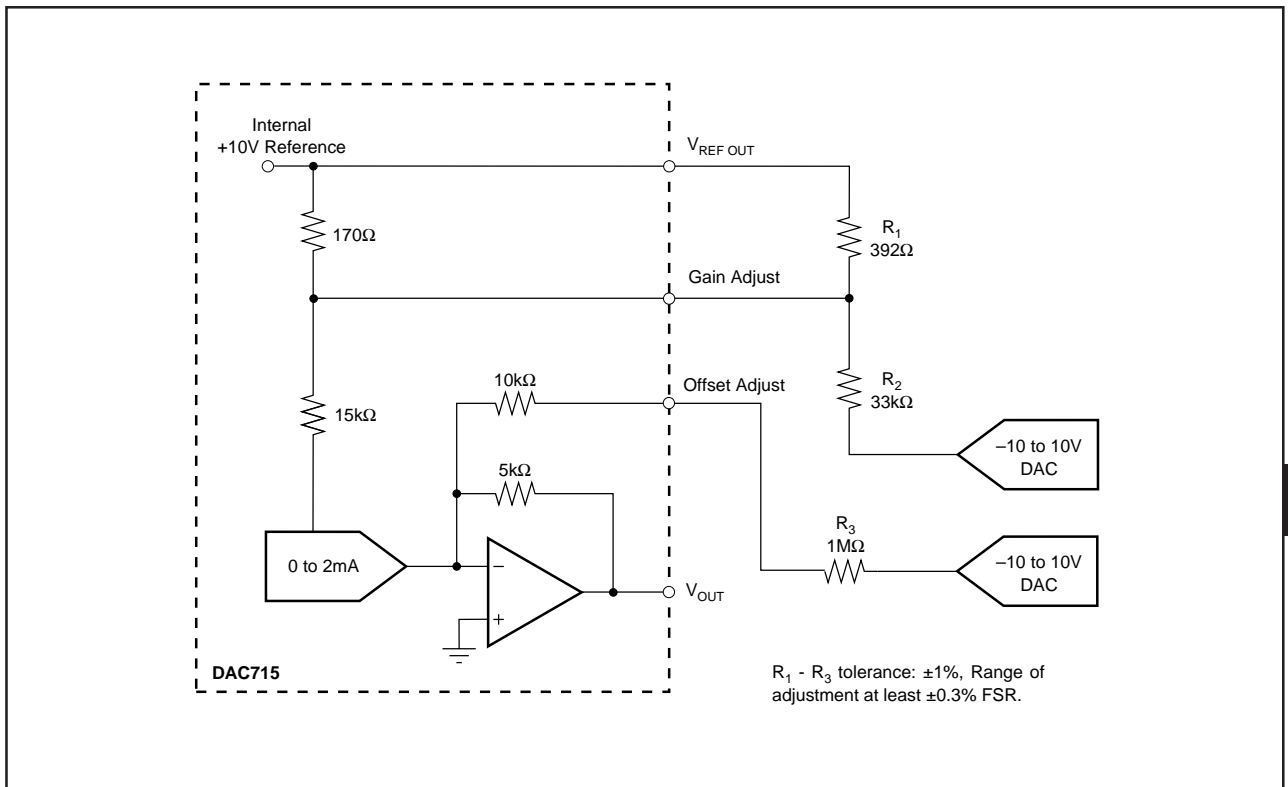 Internal
+10V Reference
V_REF OUT
170Ω
R₁
392Ω
Gain Adjust
15kΩ
10kΩ
Offset Adjust
R₂
33kΩ
–10 to 10V
DAC
5kΩ
R₃
1MΩ
0 to 2mA
–
+
V_OUT
–10 to 10V
DAC
DAC715
R₁ - R₃ tolerance: ±1%, Range of
adjustment at least ±0.3% FSR.